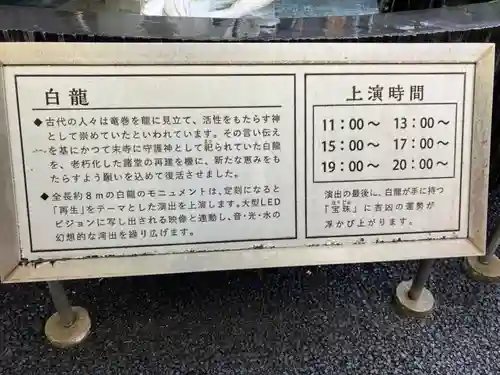 白龍
◆古代の人々は竜巻を龍に見立て、活性をもたらす神
として崇めていたといわれています。その言い伝え
を基にかつて末寺に守護神として祀られていた白龍
を、老朽化した諸堂の再建を機に、新たな恵みをも
たらすよう願いを込めて復活させました。
◆全長約8mの白龍のモニュメントは、定刻になると
「再生」をテーマとした演出を上演します。大型LED
ビジョンに写し出される映像と連動し、音・光・水の
幻想的な演出を繰り広げます。
上演時間
11:00〜 13:00〜
15:00〜 17:00〜
19:00〜 20:00〜
演出の最後に、白龍が手に持つ
「宝珠」に吉凶の運勢が
浮かび上がります。